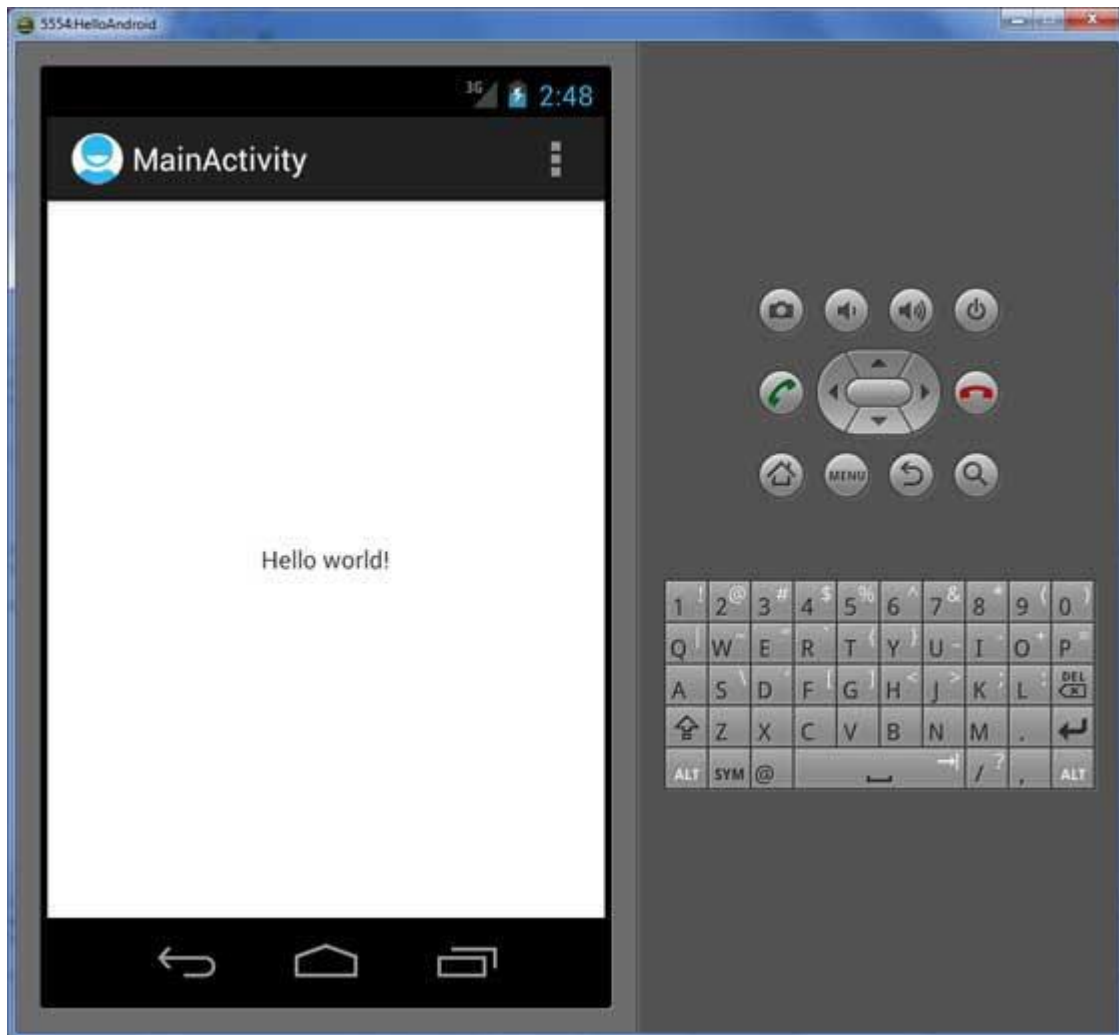 5554:HelloAndroid
3G 2:48
MainActivity
Hello world!
MENU
1 ! 2 @ 3 # 4 $ 5 % 6 ^ 7 & 8 * 9 ( 0 )
Q | W ~ E " R ` T { Y } U _ I - O + P =
A S \ D ' F [ G ] H < J > K ; L : DEL
Z X C V B N M .
ALT SYM @ / ? , ALT